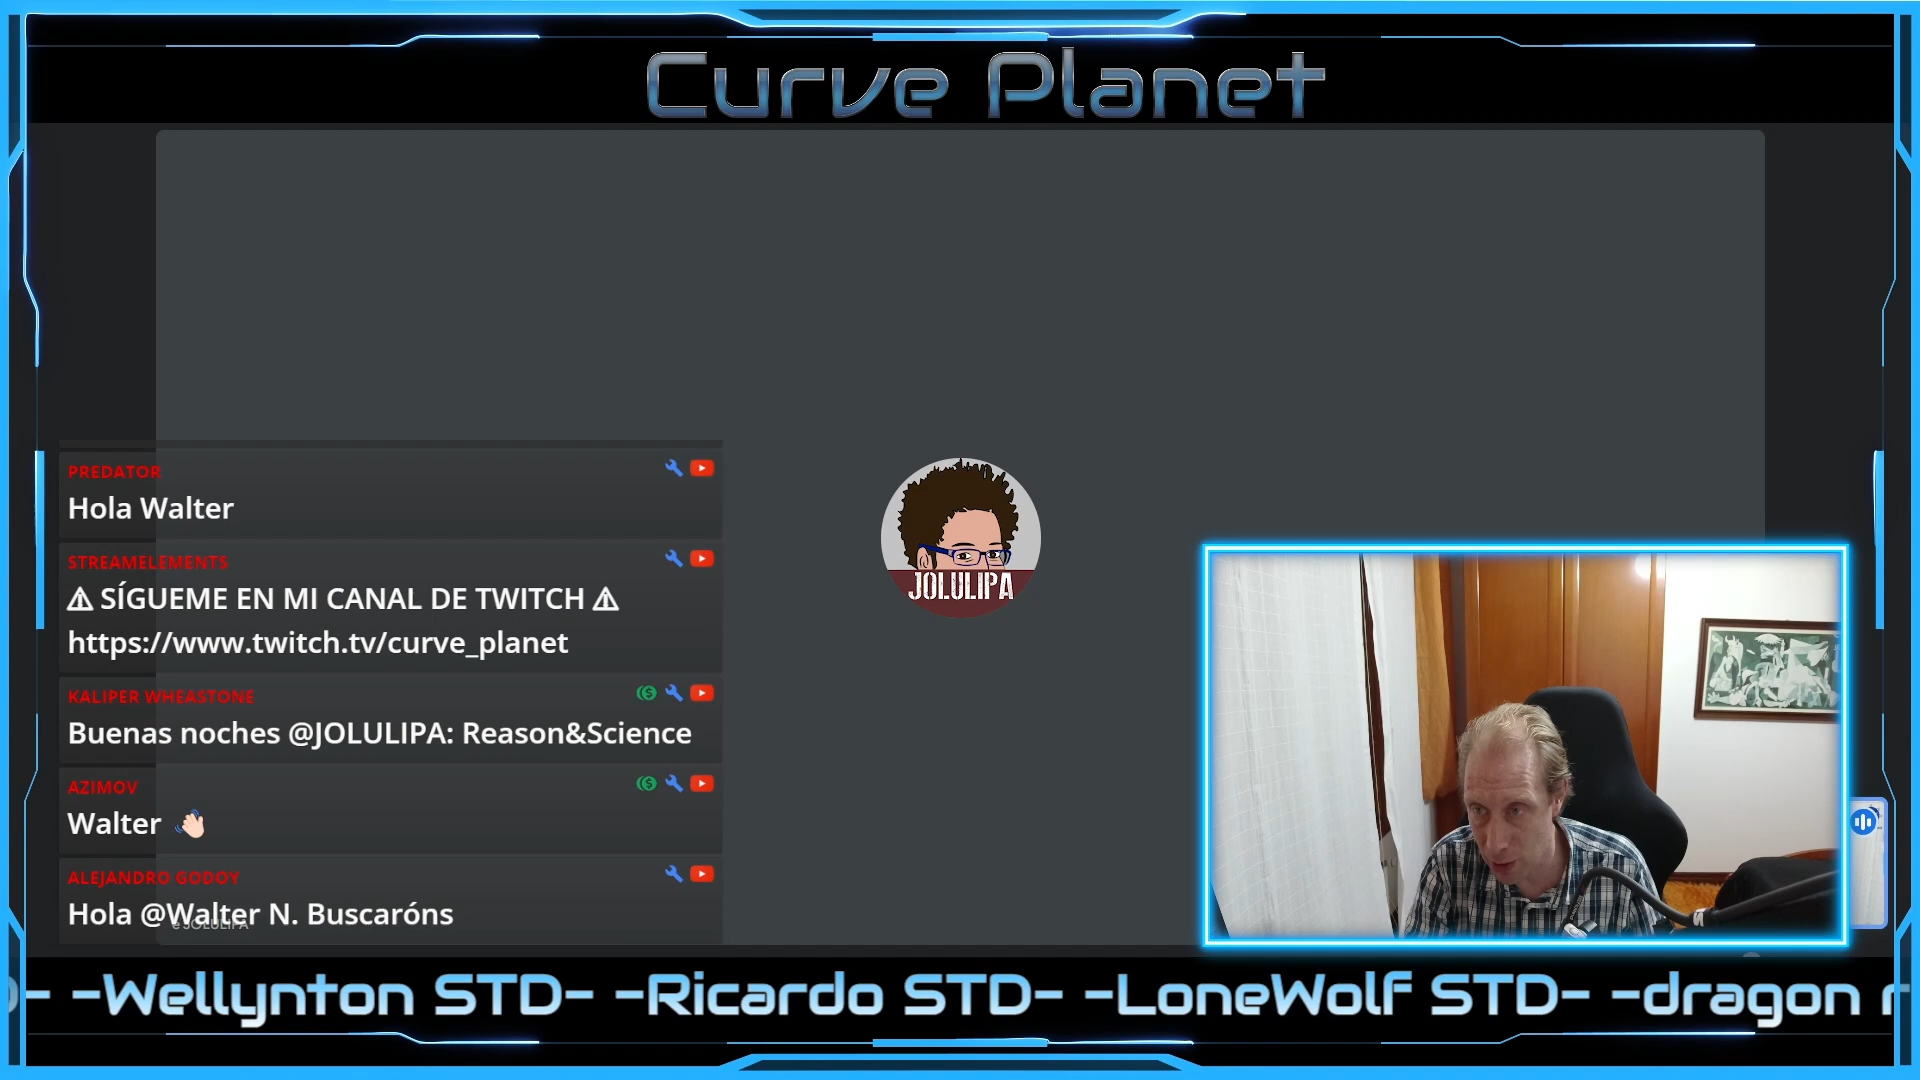 Curve Planet
PREDATOR
Hola Walter
STREAMELEMENTS
⚠ SÍGUEME EN MI CANAL DE TWITCH ⚠
https://www.twitch.tv/curve_planet
KALIPER WHEASTONE
Buenas noches @JOLULIPA: Reason&Science
AZIMOV
Walter 👋🏻
ALEJANDRO GODOY
Hola @Walter N. Buscaróns
@JOLULIPA
JOLULIPA
- -Wellynton STD- -Ricardo STD- -LoneWolf STD- -dragon